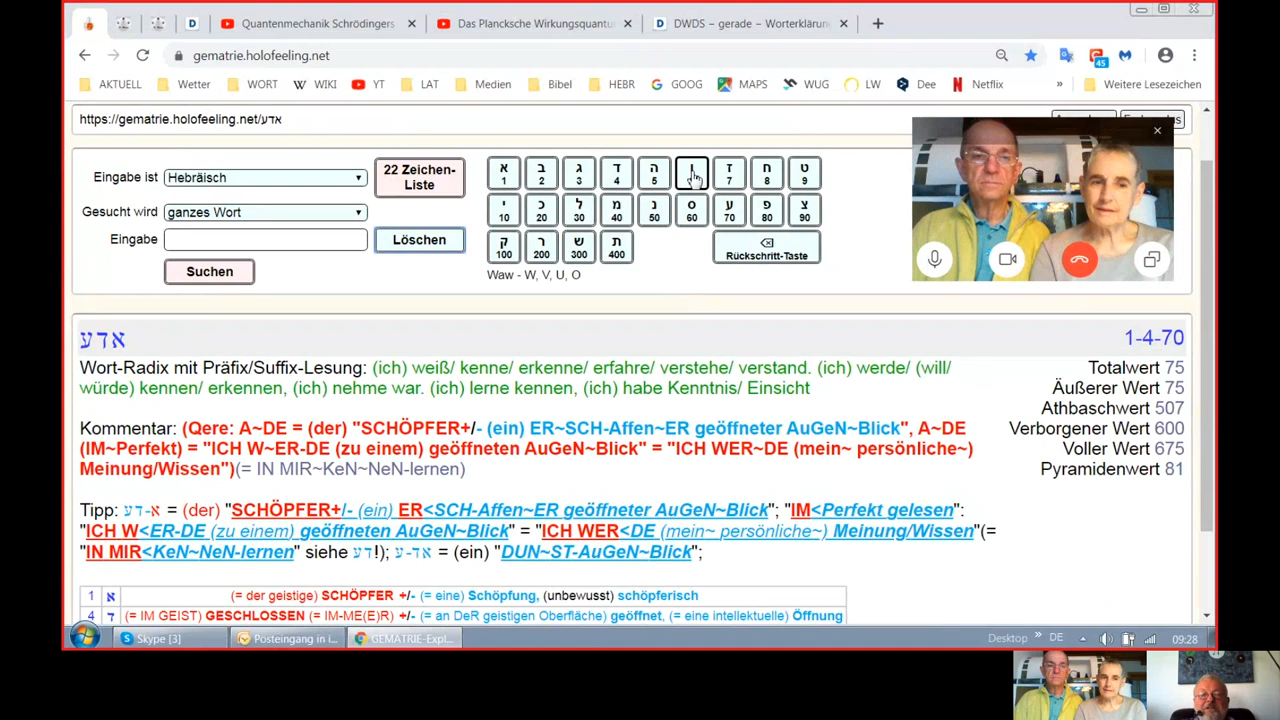 Quantenmechanik Schrödingers
Das Plancksche Wirkungsquantu
DWDS – gerade – Worterklärun
gematrie.holofeeling.net
45
AKTUELL Wetter WORT WIKI YT LAT Medien Bibel HEBR GOOG MAPS WUG LW Dee Netflix » Weitere Lesezeichen
https://gematrie.holofeeling.net/אדע
Eingabe ist Hebräisch
22 Zeichen-
Liste
Gesucht wird ganzes Wort
Eingabe
Löschen
Suchen
א ב ג ד ה ו ז ח ט
1 2 3 4 5 7 8 9
י כ ל מ נ ס ע פ צ
10 20 30 40 50 60 70 80 90
ק ר ש ת
100 200 300 400
Rückschritt-Taste
Waw - W, V, U, O
אדע 1-4-70
Wort-Radix mit Präfix/Suffix-Lesung: (ich) weiß/ kenne/ erkenne/ erfahre/ verstehe/ verstand. (ich) werde/ (will/
würde) kennen/ erkennen, (ich) nehme war. (ich) lerne kennen, (ich) habe Kenntnis/ Einsicht
Totalwert 75
Äußerer Wert 75
Athbaschwert 507
Verborgener Wert 600
Voller Wert 675
Pyramidenwert 81
Kommentar: (Qere: A~DE = (der) "SCHÖPFER+/- (ein) ER~SCH-Affen~ER geöffneter AuGeN~Blick", A~DE
(IM~Perfekt) = "ICH W~ER-DE (zu einem) geöffneten AuGeN~Blick" = "ICH WER~DE (mein~ persönliche~)
Meinung/Wissen")(= IN MIR~KeN~NeN-lernen)
Tipp: א-דע = (der) "SCHÖPFER+/- (ein) ER<SCH-Affen~ER geöffneter AuGeN~Blick"; "IM<Perfekt gelesen":
"ICH W<ER-DE (zu einem) geöffneten AuGeN~Blick" = "ICH WER<DE (mein~ persönliche~) Meinung/Wissen"(=
"IN MIR<KeN~NeN-lernen" siehe דע!); אד-ע = (ein) "DUN~ST-AuGeN~Blick";
1 א (= der geistige) SCHÖPFER +/- (= eine) Schöpfung, (unbewusst) schöpferisch
4 ד (= IM GEIST) GESCHLOSSEN (= IM-ME(E)R) +/- (= an DeR geistigen Oberfläche) geöffnet, (= eine intellektuelle) Öffnung
Skype [3] Posteingang in i... GEMATRIE-Expl... Desktop » DE 09:28